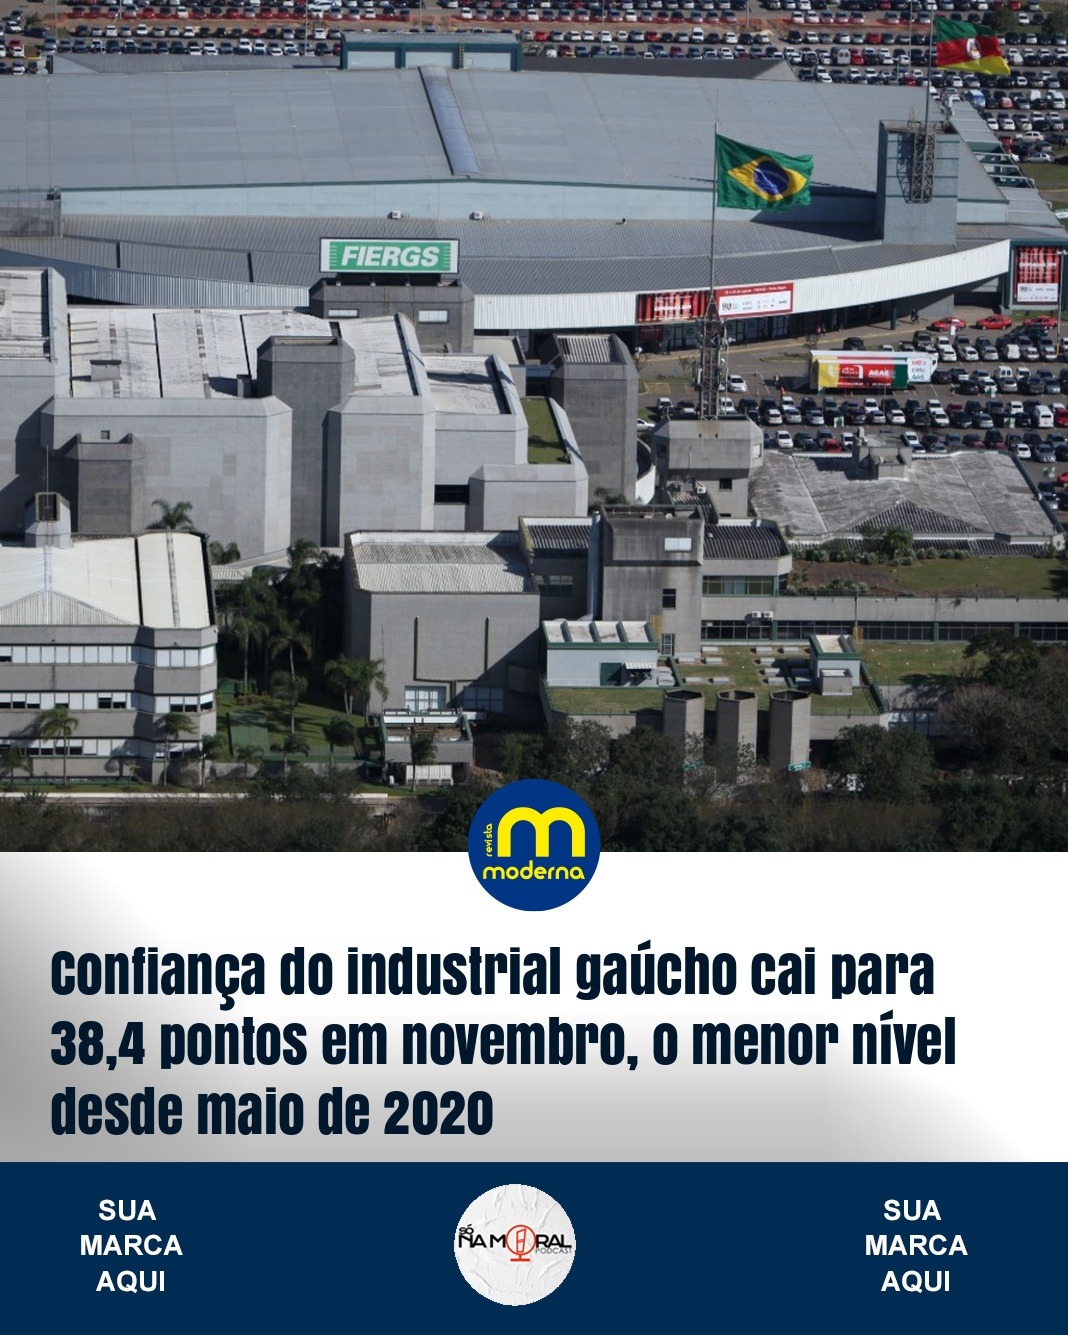 FIERGS
AGAS
revista
moderna
Confiança do industrial gaúcho cai para
38,4 pontos em novembro, o menor nível
desde maio de 2020
SUA
MARCA
AQUI
SÓ
NA MORAL
PODCAST
SUA
MARCA
AQUI